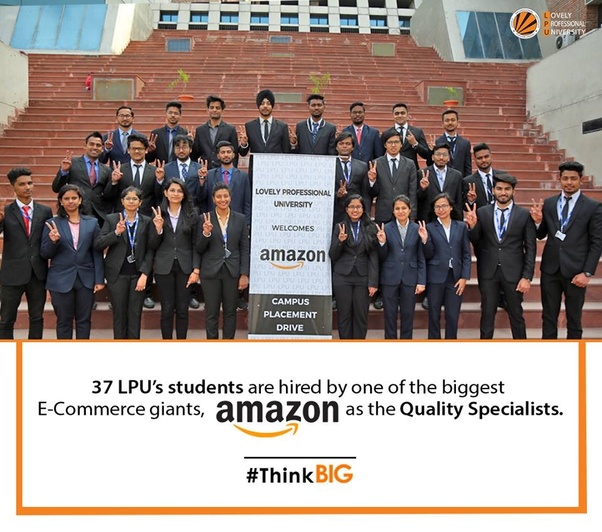 LOVELY
PROFESSIONAL
UNIVERSITY
LOVELY PROFESSIONAL
UNIVERSITY
WELCOMES
amazon
CAMPUS
PLACEMENT
DRIVE
37 LPU's students are hired by one of the biggest
E-Commerce giants, amazon as the Quality Specialists.
#ThinkBIG